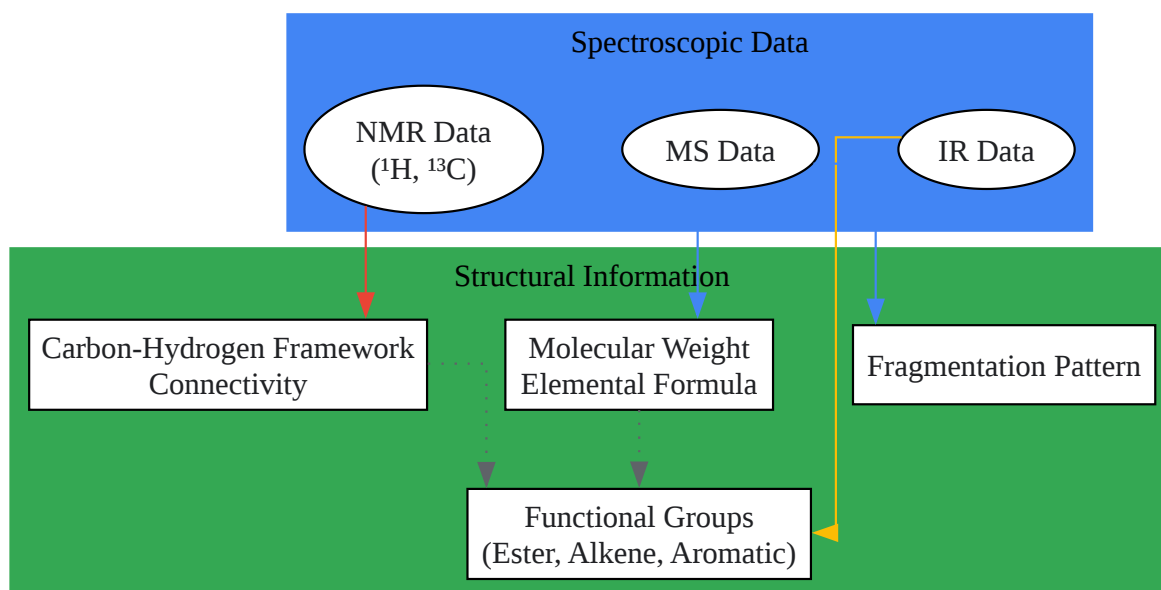 Spectroscopic Data
NMR Data
(¹H, ¹³C)
MS Data
IR Data
Structural Information
Carbon-Hydrogen Framework
Connectivity
Molecular Weight
Elemental Formula
Fragmentation Pattern
Functional Groups
(Ester, Alkene, Aromatic)